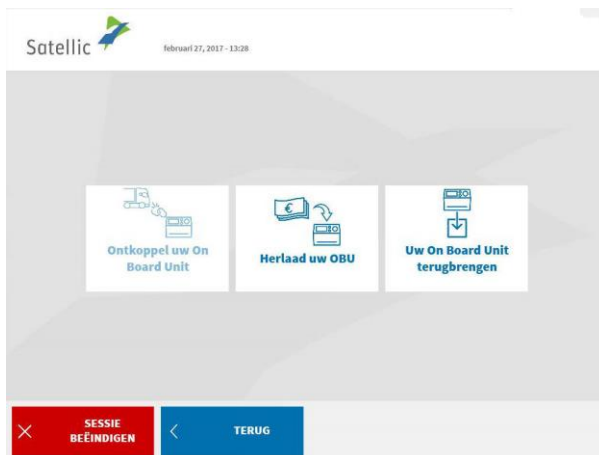 Satellic
februari 27, 2017 - 13:28
Ontkoppel uw On
Board Unit
€
Herlaad uw OBU
Uw On Board Unit
terugbrengen
SESSIE
BEËINDIGEN
TERUG